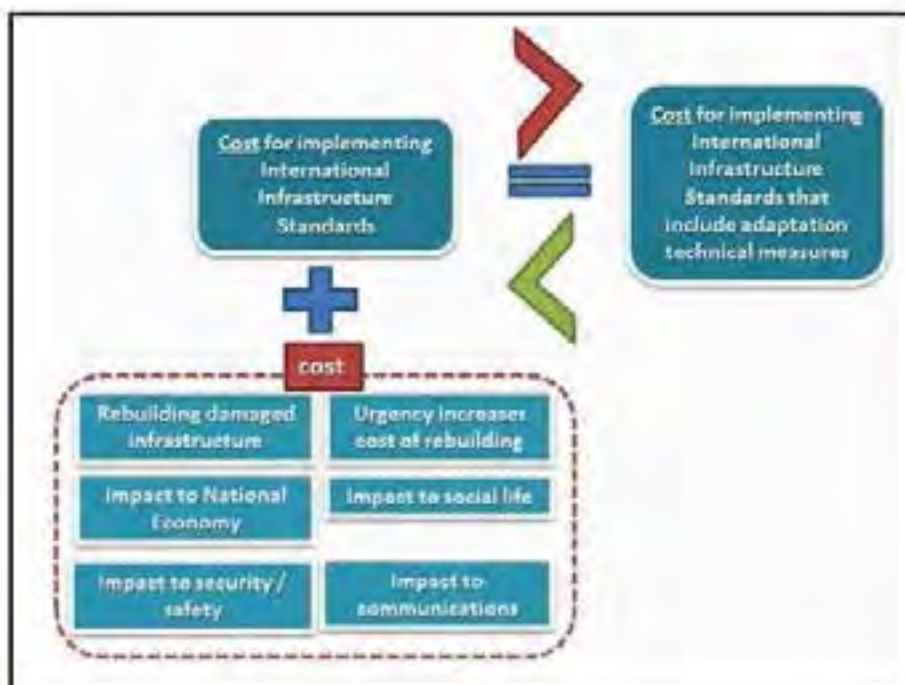 Cost for implementing
International
Infrastructure
Standards
Cost for implementing
International
Infrastructure
Standards that
include adaptation
technical measures
cost
Rebuilding damaged
infrastructure
Urgency increases
cost of rebuilding
Impact to National
Economy
Impact to social life
Impact to security /
safety
Impact to
communications